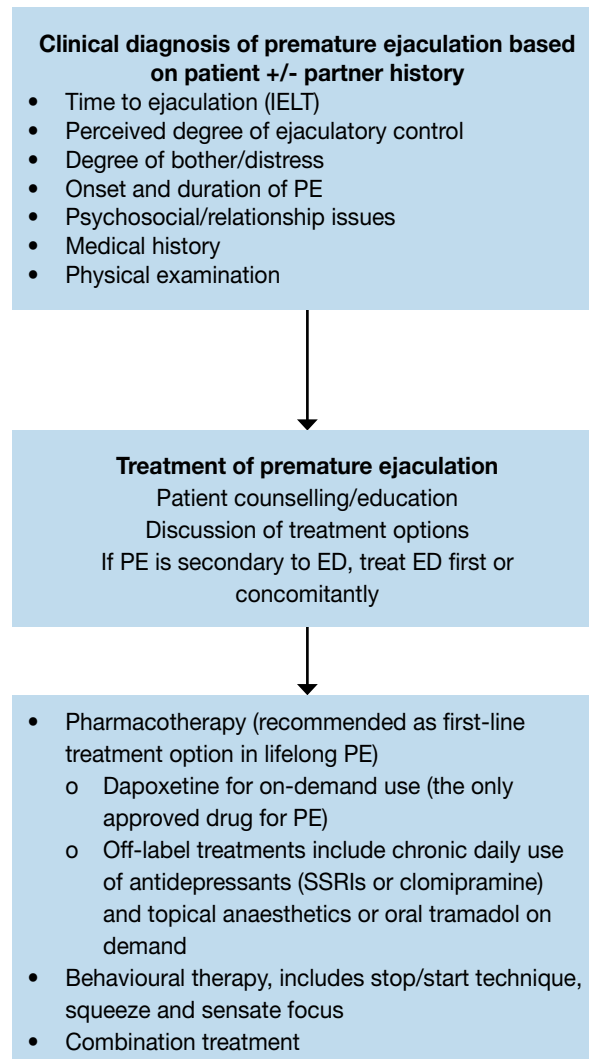 Clinical diagnosis of premature ejaculation based
on patient +/- partner history
• Time to ejaculation (IELT)
• Perceived degree of ejaculatory control
• Degree of bother/distress
• Onset and duration of PE
• Psychosocial/relationship issues
• Medical history
• Physical examination
Treatment of premature ejaculation
Patient counselling/education
Discussion of treatment options
If PE is secondary to ED, treat ED first or
concomitantly
• Pharmacotherapy (recommended as first-line
treatment option in lifelong PE)
o Dapoxetine for on-demand use (the only
approved drug for PE)
o Off-label treatments include chronic daily use
of antidepressants (SSRIs or clomipramine)
and topical anaesthetics or oral tramadol on
demand
• Behavioural therapy, includes stop/start technique,
squeeze and sensate focus
• Combination treatment